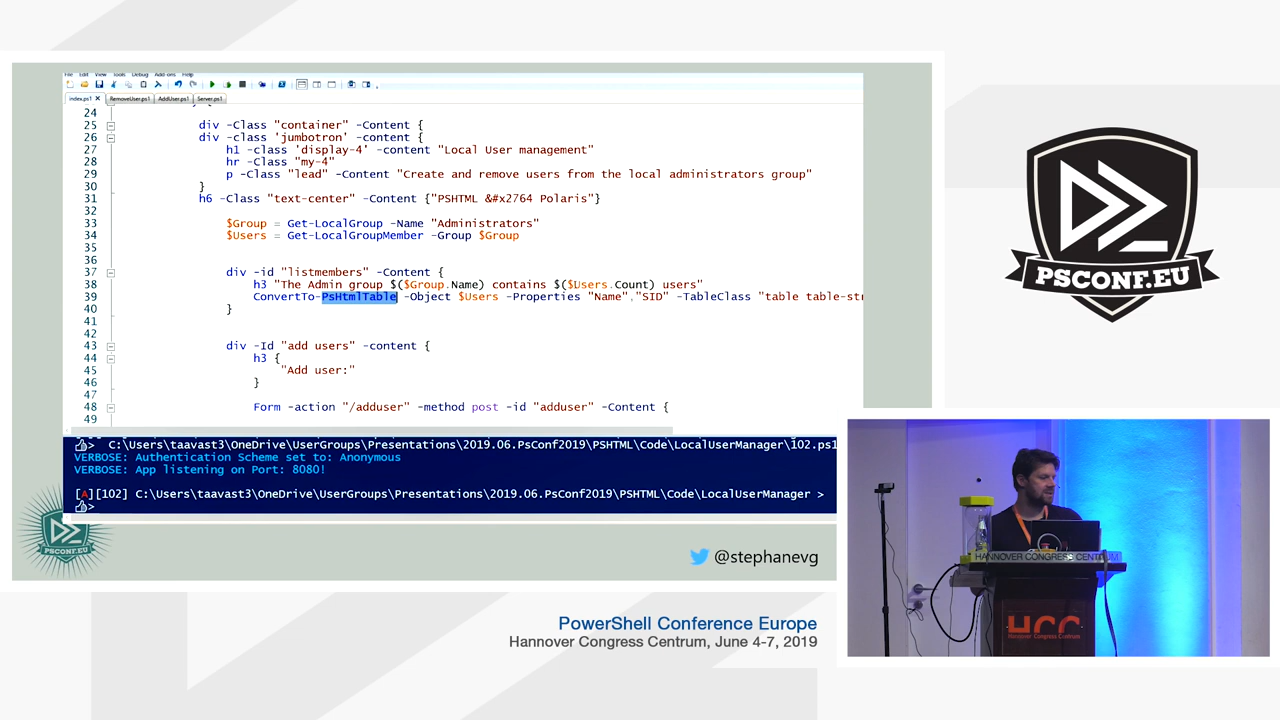 File Edit View Tools Debug Add-ons Help
index.ps1 × RemoveUser.ps1 AddUser.ps1 Server.ps1
24
25 div -Class "container" -Content {
26 div -class 'jumbotron' -content {
27 h1 -class 'display-4' -content "Local User management"
28 hr -Class "my-4"
29 p -Class "lead" -Content "Create and remove users from the local administrators group"
30 }
31 h6 -Class "text-center" -Content {"PSHTML &#x2764 Polaris"}
32
33 $Group = Get-LocalGroup -Name "Administrators"
34 $Users = Get-LocalGroupMember -Group $Group
35
36
37 div -id "listmembers" -Content {
38 h3 "The Admin group $($Group.Name) contains $($Users.Count) users"
39 ConvertTo-PsHtmlTable -Object $Users -Properties "Name","SID" -TableClass "table table-str
40 }
41
42
43 div -Id "add users" -content {
44 h3 {
45 "Add user:"
46 }
47
48 Form -action "/adduser" -method post -id "adduser" -Content {
49
> C:\Users\taavast3\OneDrive\UserGroups\Presentations\2019.06.PsConf2019\PSHTML\Code\LocalUserManager\102.ps1
VERBOSE: Authentication Scheme set to: Anonymous
VERBOSE: App listening on Port: 8080!
[A][102] C:\Users\taavast3\OneDrive\UserGroups\Presentations\2019.06.PsConf2019\PSHTML\Code\LocalUserManager >
>
PSCONF.EU
@stephanevg
PowerShell Conference Europe
Hannover Congress Centrum, June 4-7, 2019
PSCONF.EU
HANNOVER CONGRESS CENTRUM
HCC
Hannover Congress Centrum